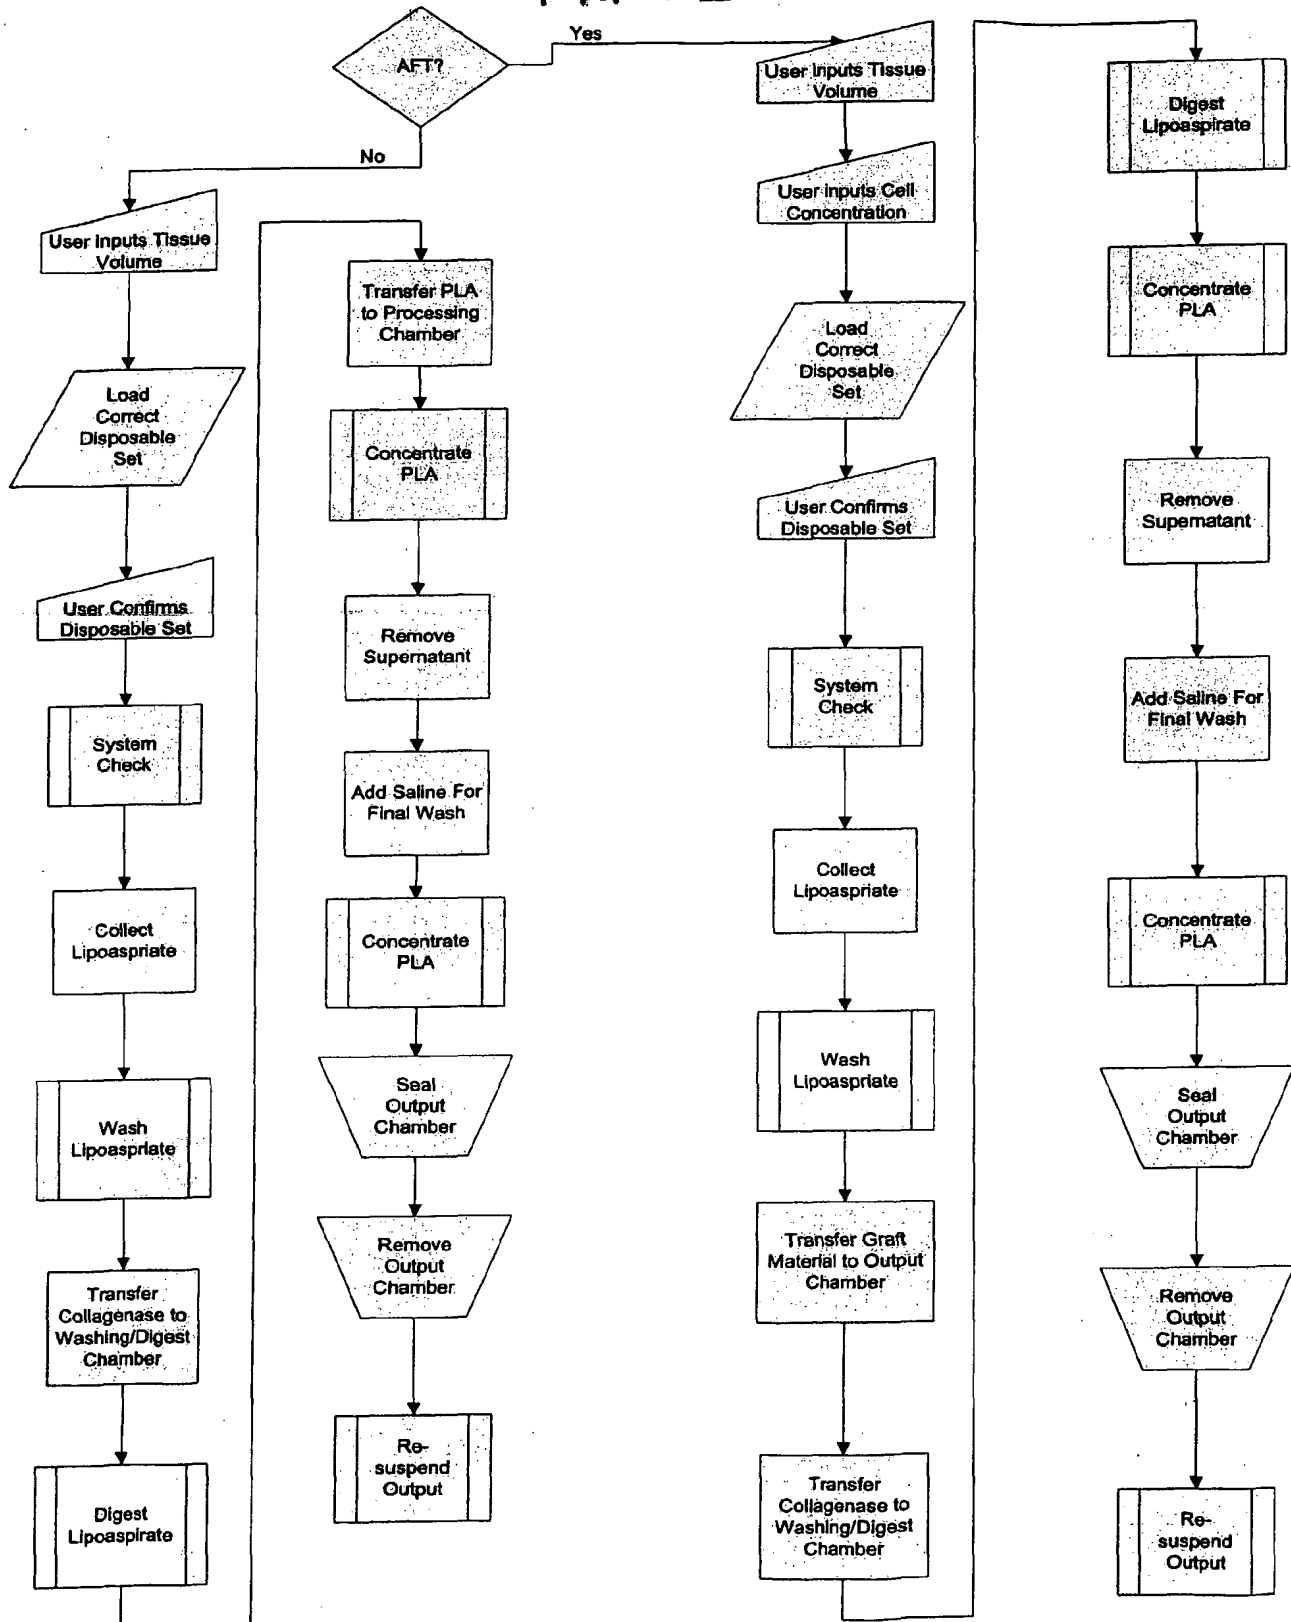 AFT?
Yes
No
User Inputs Tissue
Volume
Load
Correct
Disposable
Set
User Confirms
Disposable Set
System
Check
Collect
Lipoaspriate
Wash
Lipoaspriate
Transfer
Collagenase to
Washing/Digest
Chamber
Digest
Lipoaspirate
Transfer PLA
to Processing
Chamber
Concentrate
PLA
Remove
Supernatant
Add Saline For
Final Wash
Concentrate
PLA
Seal
Output
Chamber
Remove
Output
Chamber
Re-
suspend
Output
User Inputs Tissue
Volume
User Inputs Cell
Concentration
Load
Correct
Disposable
Set
User Confirms
Disposable Set
System
Check
Collect
Lipoaspriate
Wash
Lipoaspriate
Transfer Graft
Material to Output
Chamber
Transfer
Collagenase to
Washing/Digest
Chamber
Digest
Lipoaspirate
Concentrate
PLA
Remove
Supernatant
Add Saline For
Final Wash
Concentrate
PLA
Seal
Output
Chamber
Remove
Output
Chamber
Re-
suspend
Output